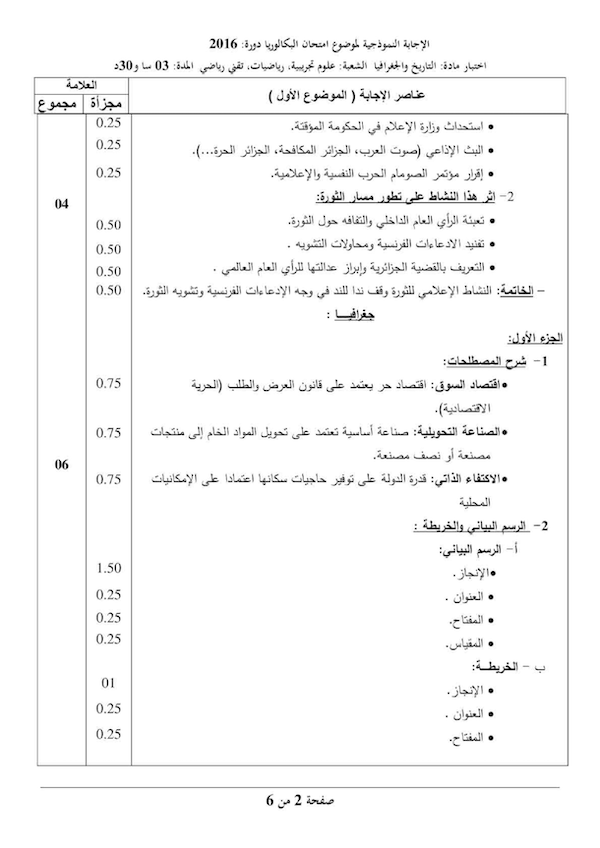 الإجابة النموذجية لموضوع امتحان البكالوريا دورة: 2016
اختبار مادة: التاريخ والجغرافيا الشعبة: علوم تجريبية، رياضيات، تقني رياضي المدة: 03 سا و30د
العلامة
عناصر الإجابة ( الموضوع الأول )
مجزأة مجموع
• استحداث وزارة الإعلام في الحكومة المؤقتة. 0.25
• البث الإذاعي (صوت العرب، الجزائر المكافحة، الجزائر الحرة...). 0.25
• إقرار مؤتمر الصومام الحرب النفسية والإعلامية. 0.25
2- إثر هذا النشاط على تطور مسار الثورة: 04
• تعبئة الرأي العام الداخلي والتفافه حول الثورة. 0.50
• تفنيد الادعاءات الفرنسية ومحاولات التشويه . 0.50
• التعريف بالقضية الجزائرية وإبراز عدالتها للرأي العام العالمي . 0.50
- الخاتمة: النشاط الإعلامي للثورة وقف ندا للند في وجه الإدعاءات الفرنسية وتشويه الثورة. 0.50
جغرافيـــا :
الجزء الأول:
1- شرح المصطلحات:
•اقتصاد السوق: اقتصاد حر يعتمد على قانون العرض والطلب (الحرية 0.75
الاقتصادية).
•الصناعة التحويلية: صناعة أساسية تعتمد على تحويل المواد الخام إلى منتجات 0.75
مصنعة أو نصف مصنعة.
06
•الاكتفاء الذاتي: قدرة الدولة على توفير حاجيات سكانها اعتمادا على الإمكانيات 0.75
المحلية
2- الرسم البياني والخريطة :
أ- الرسم البياني:
•الإنجاز. 1.50
• العنوان . 0.25
• المفتاح. 0.25
• المقياس. 0.25
ب - الخريطـــة:
• الإنجاز. 01
• العنوان . 0.25
• المفتاح. 0.25
صفحة 2 من 6